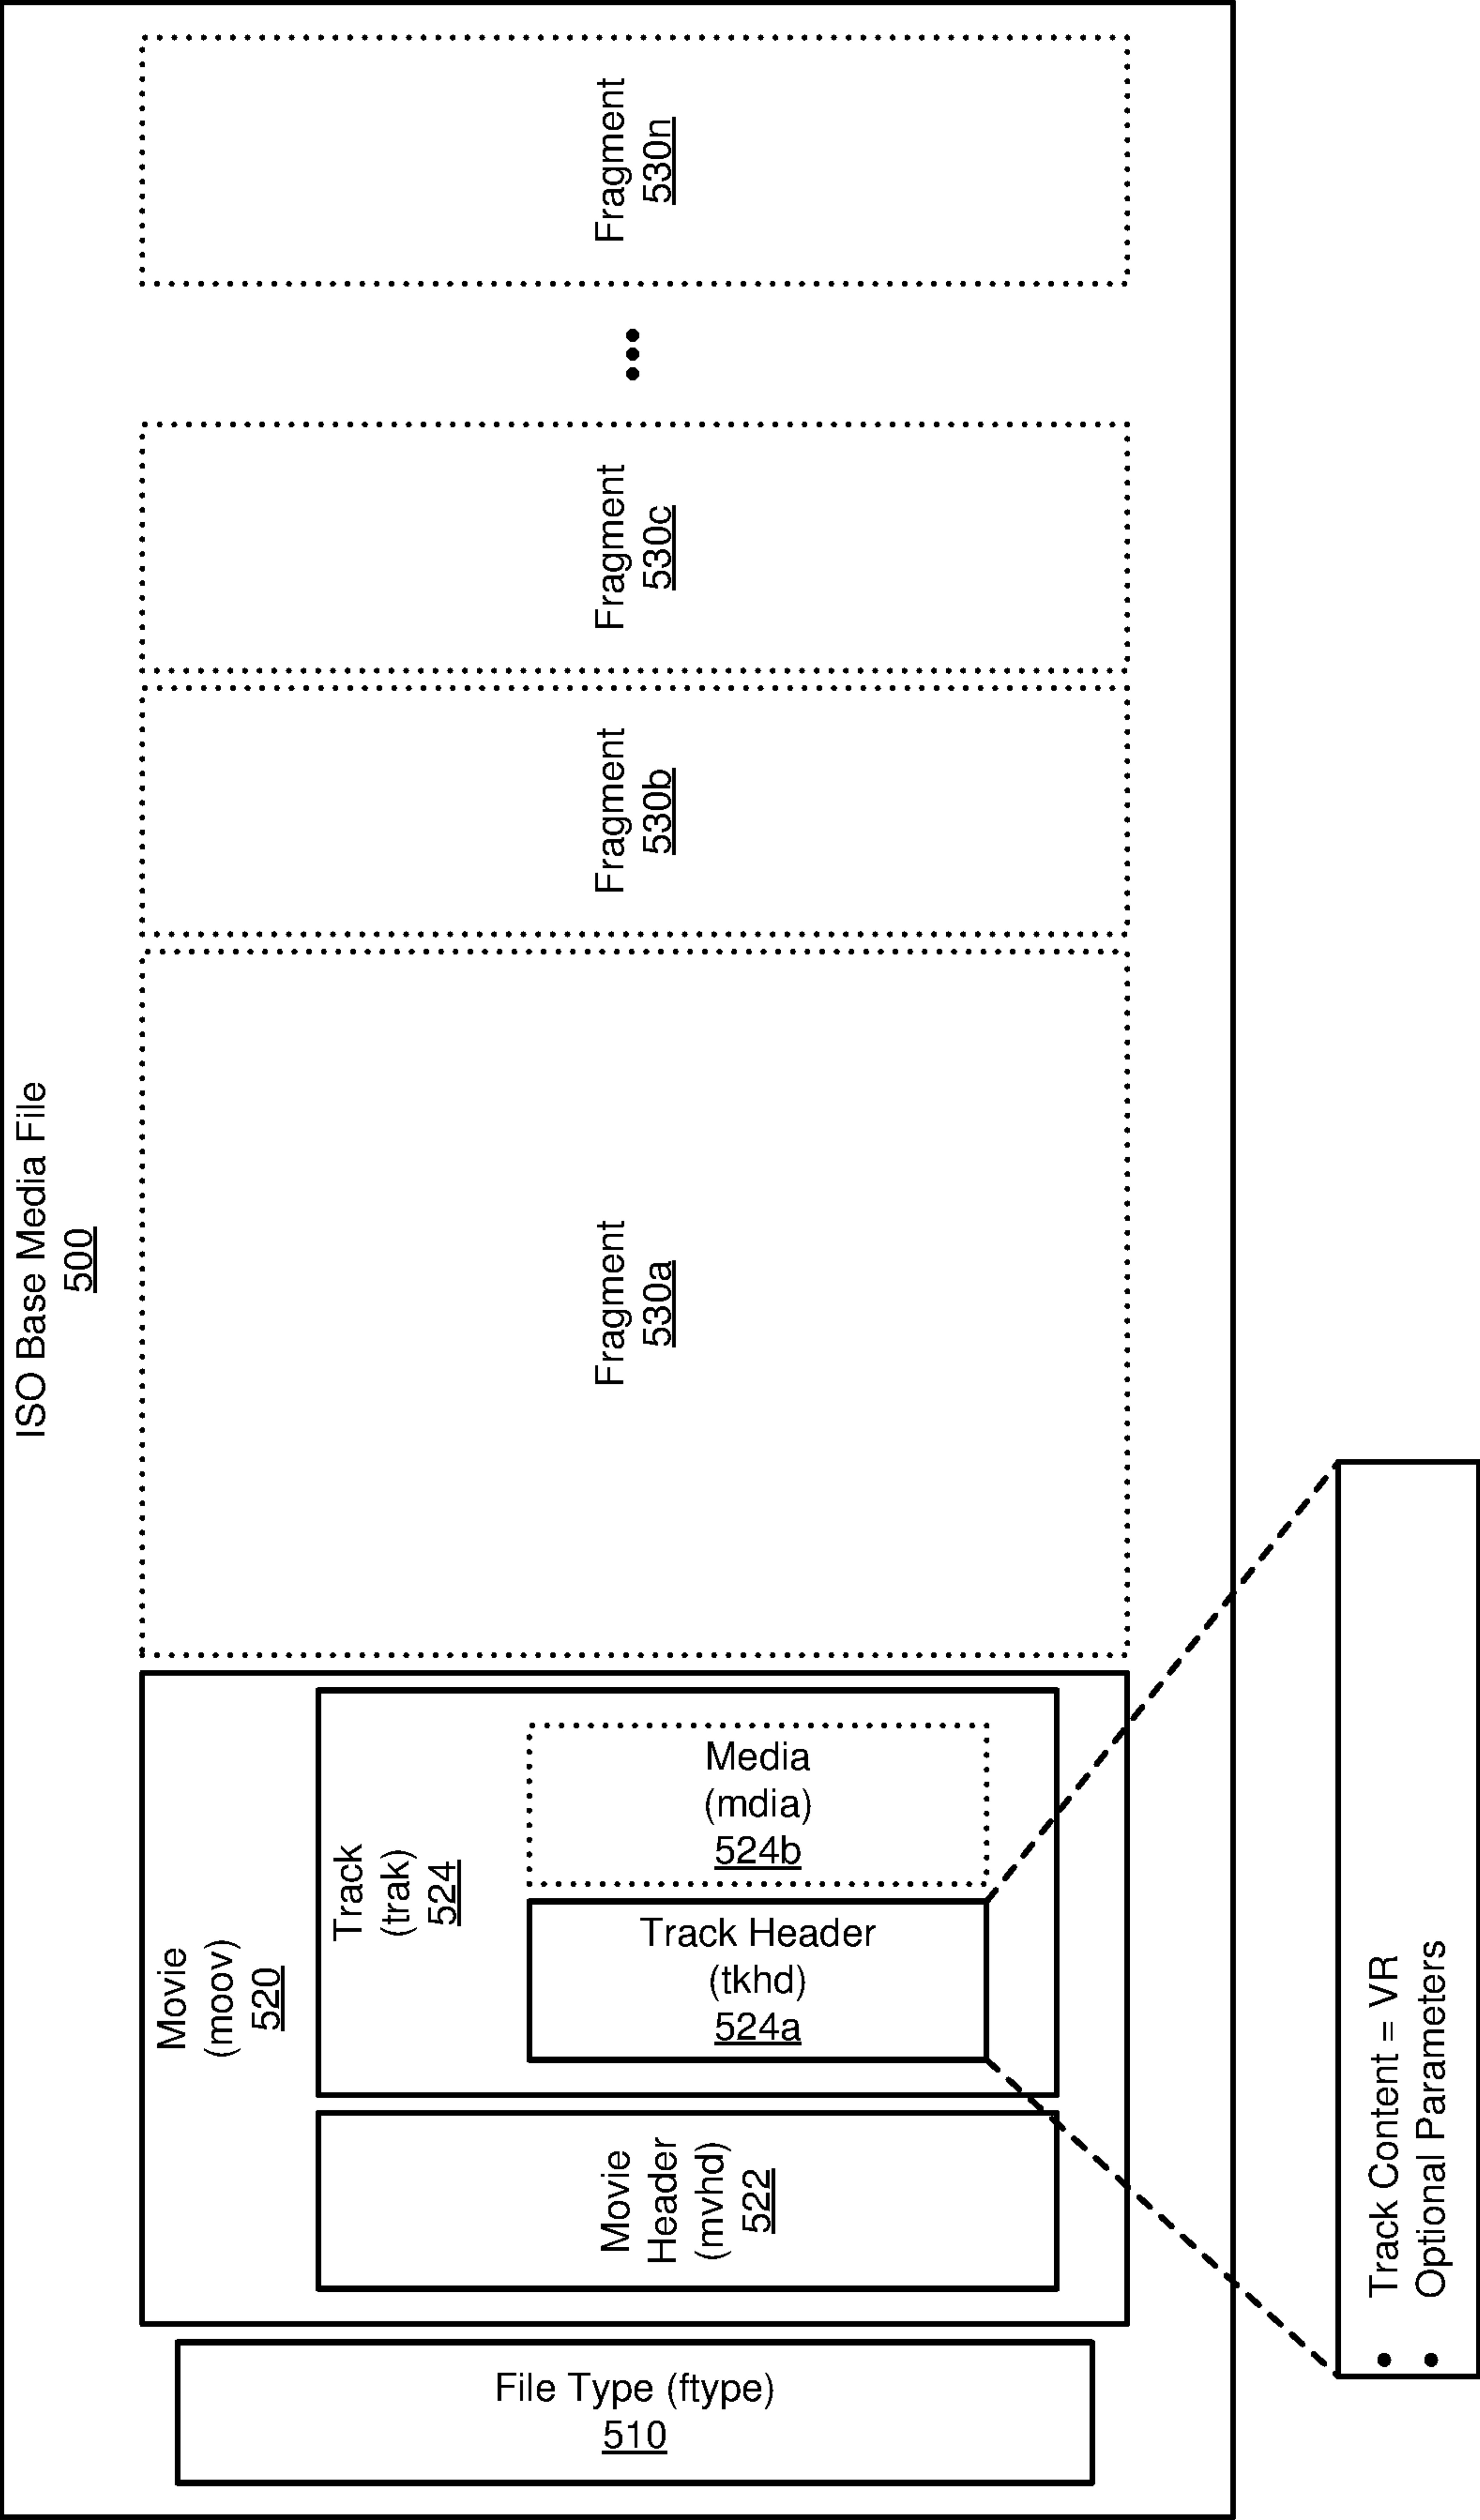 ISO Base Media File
500
File Type (ftype)
510
Movie
(moov)
520
Movie
Header
(mvhd)
522
Track
(trak)
524
Track Header
(tkhd)
524a
Media
(mdia)
524b
Fragment
530a
Fragment
530b
Fragment
530c
•••
Fragment
530n
• Track Content = VR
• Optional Parameters